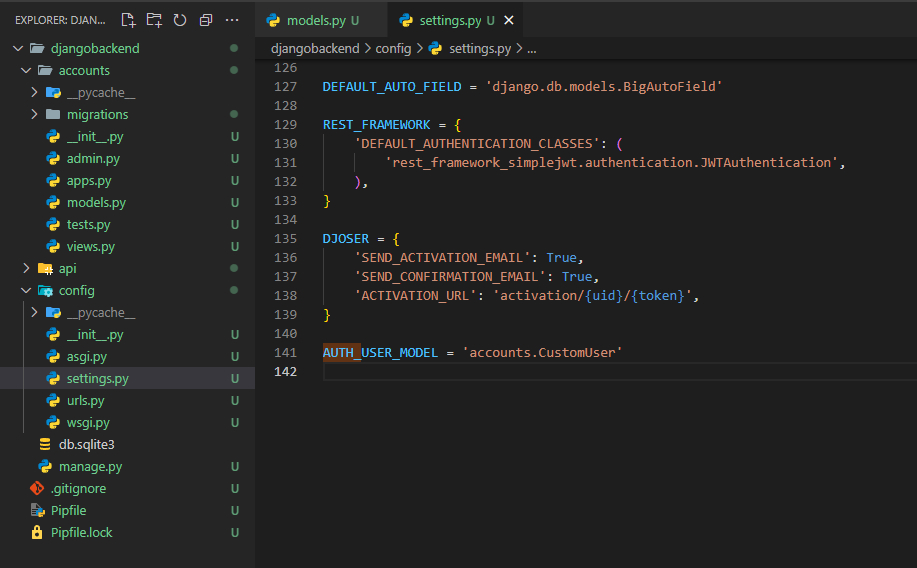 EXPLORER: DJAN...
djangobackend
accounts
__pycache__
migrations
__init__.py U
admin.py U
apps.py U
models.py U
tests.py U
views.py U
api
config
__pycache__
__init__.py U
asgi.py U
settings.py U
urls.py U
wsgi.py U
db.sqlite3
manage.py U
.gitignore U
Pipfile U
Pipfile.lock U
models.py U settings.py U
djangobackend > config > settings.py > ...
126
127 DEFAULT_AUTO_FIELD = 'django.db.models.BigAutoField'
128
129 REST_FRAMEWORK = {
130 'DEFAULT_AUTHENTICATION_CLASSES': (
131 'rest_framework_simplejwt.authentication.JWTAuthentication',
132 ),
133 }
134
135 DJOSER = {
136 'SEND_ACTIVATION_EMAIL': True,
137 'SEND_CONFIRMATION_EMAIL': True,
138 'ACTIVATION_URL': 'activation/{uid}/{token}',
139 }
140
141 AUTH_USER_MODEL = 'accounts.CustomUser'
142